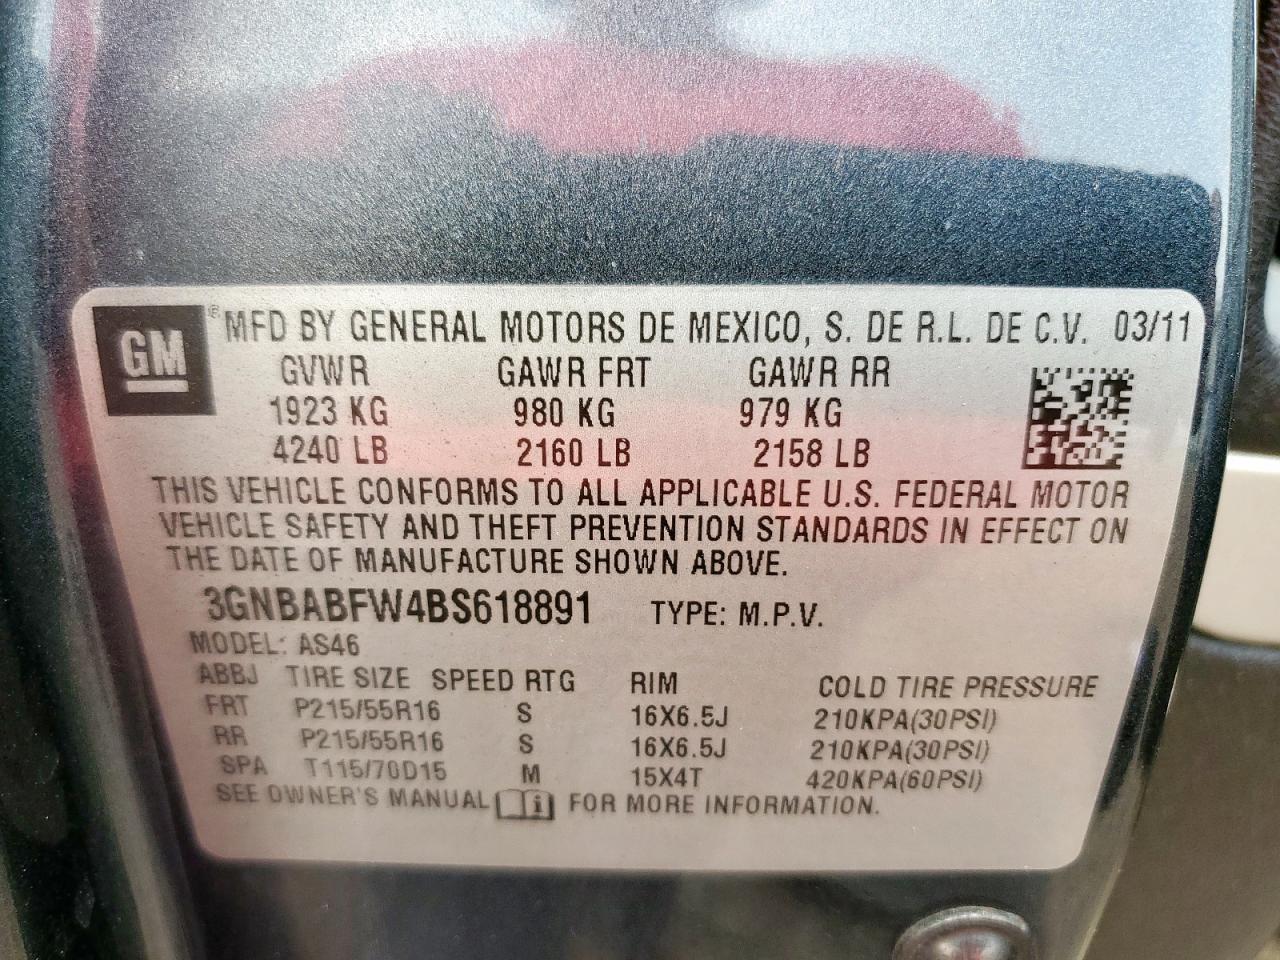 GM ® MFD BY GENERAL MOTORS DE MEXICO, S. DE R.L. DE C.V. 03/11
GVWR GAWR FRT GAWR RR
1923 KG 980 KG 979 KG
4240 LB 2160 LB 2158 LB
THIS VEHICLE CONFORMS TO ALL APPLICABLE U.S. FEDERAL MOTOR
VEHICLE SAFETY AND THEFT PREVENTION STANDARDS IN EFFECT ON
THE DATE OF MANUFACTURE SHOWN ABOVE.
3GNBABFW4BS618891 TYPE: M.P.V.
MODEL: AS46
ABBJ TIRE SIZE SPEED RTG RIM COLD TIRE PRESSURE
FRT P215/55R16 S 16X6.5J 210KPA(30PSI)
RR P215/55R16 S 16X6.5J 210KPA(30PSI)
SPA T115/70D15 M 15X4T 420KPA(60PSI)
SEE OWNER'S MANUAL i FOR MORE INFORMATION.